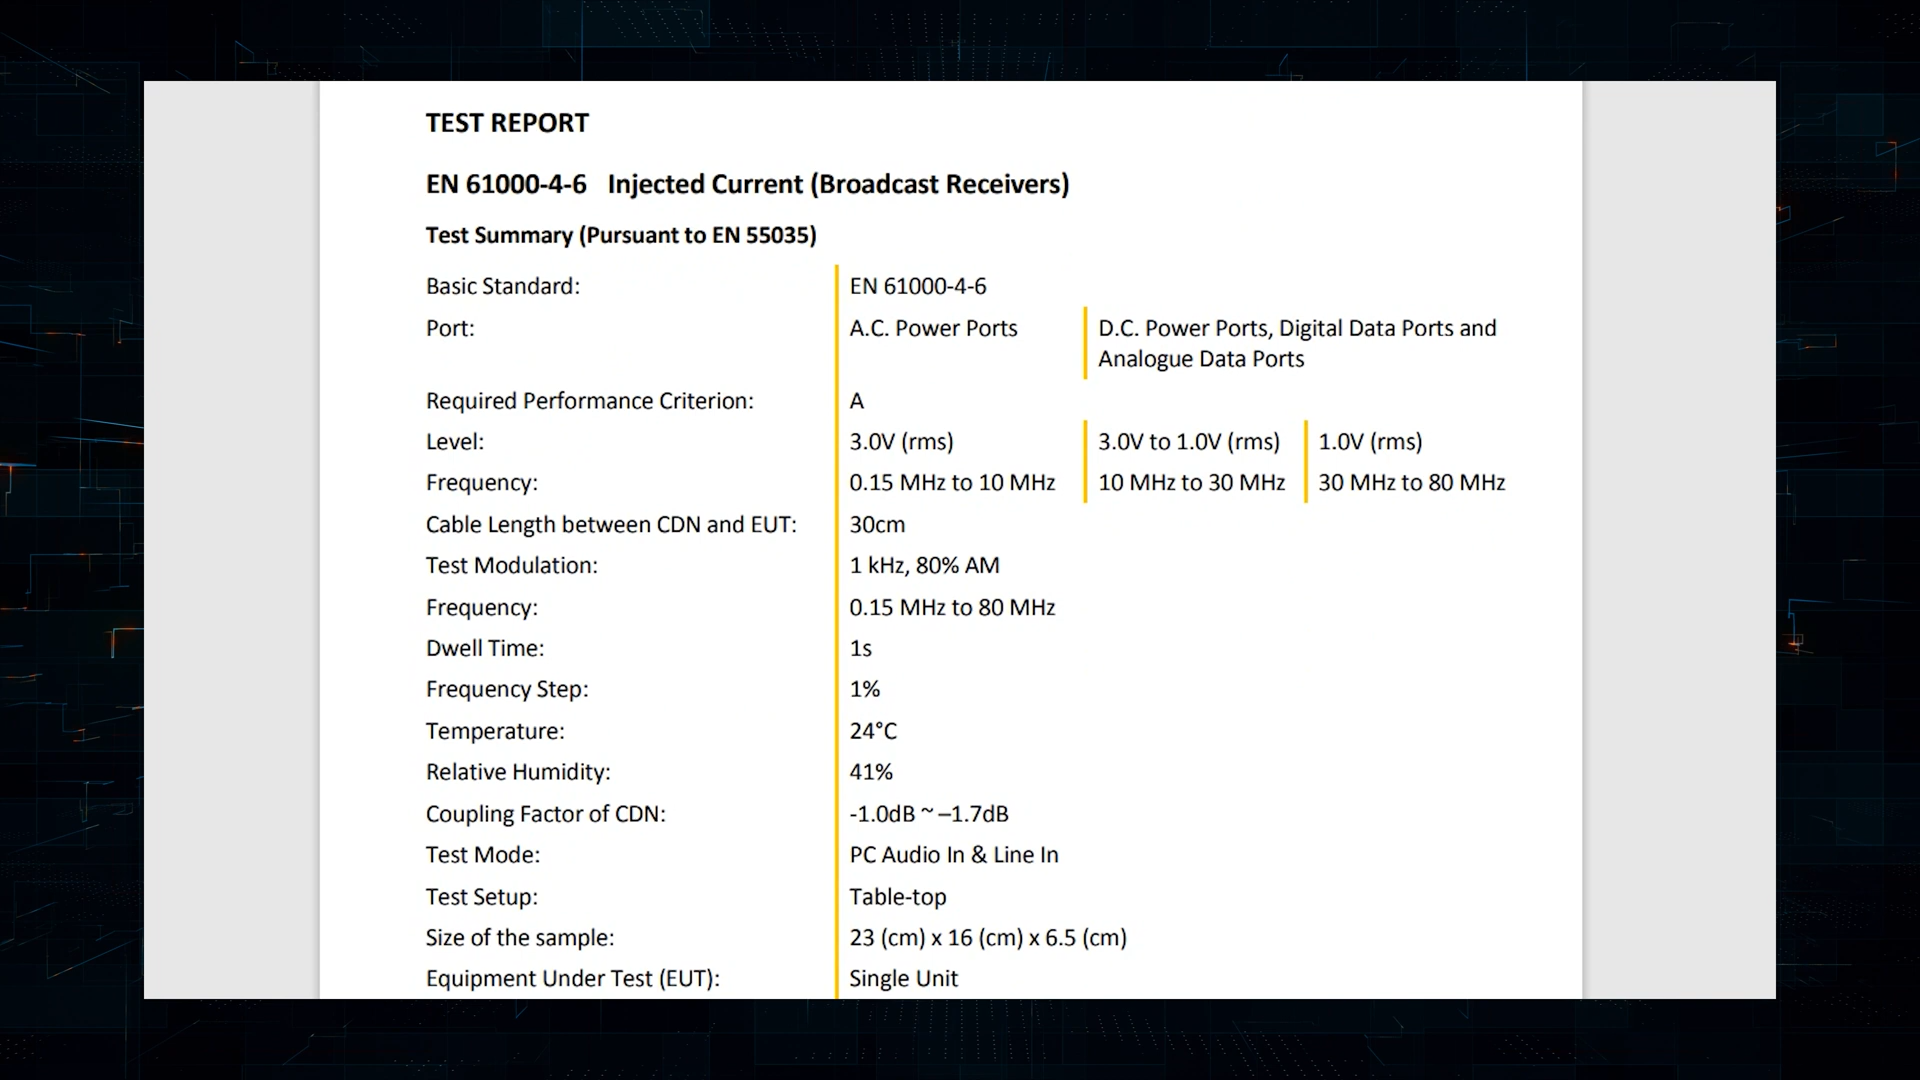 TEST REPORT
EN 61000-4-6 Injected Current (Broadcast Receivers)
Test Summary (Pursuant to EN 55035)
Basic Standard: EN 61000-4-6
Port: A.C. Power Ports D.C. Power Ports, Digital Data Ports and
Analogue Data Ports
Required Performance Criterion: A
Level: 3.0V (rms) 3.0V to 1.0V (rms) 1.0V (rms)
Frequency: 0.15 MHz to 10 MHz 10 MHz to 30 MHz 30 MHz to 80 MHz
Cable Length between CDN and EUT: 30cm
Test Modulation: 1 kHz, 80% AM
Frequency: 0.15 MHz to 80 MHz
Dwell Time: 1s
Frequency Step: 1%
Temperature: 24°C
Relative Humidity: 41%
Coupling Factor of CDN: -1.0dB ~ –1.7dB
Test Mode: PC Audio In & Line In
Test Setup: Table-top
Size of the sample: 23 (cm) x 16 (cm) x 6.5 (cm)
Equipment Under Test (EUT): Single Unit